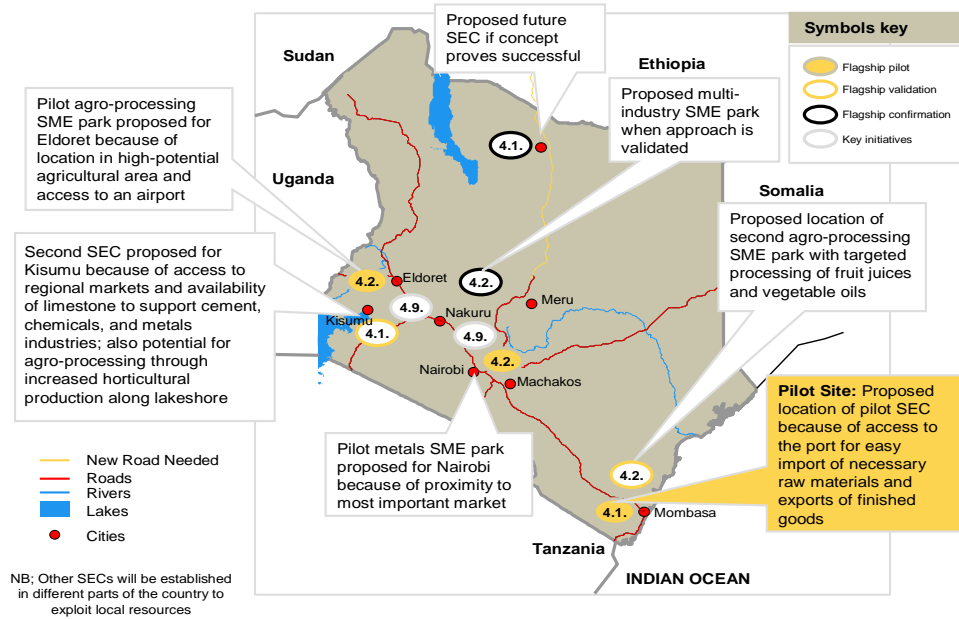 Proposed future
SEC if concept
proves successful
Symbols key
Flagship pilot
Flagship validation
Flagship confirmation
Key initiatives
Sudan
Ethiopia
Pilot agro-processing
SME park proposed for
Eldoret because of
location in high-potential
agricultural area and
access to an airport
Proposed multi-
industry SME park
when approach is
validated
4.1.
Uganda
Somalia
Proposed location of
second agro-processing
SME park with targeted
processing of fruit juices
and vegetable oils
Second SEC proposed for
Kisumu because of access to
regional markets and availability
of limestone to support cement,
chemicals, and metals
industries; also potential for
agro-processing through
increased horticultural
production along lakeshore
4.2.
Eldoret
4.2.
Kisumu
4.1.
4.9.
Nakuru
Meru
4.9.
4.2.
Nairobi
Machakos
Pilot Site: Proposed
location of pilot SEC
because of access to
the port for easy
import of necessary
raw materials and
exports of finished
goods
Pilot metals SME park
proposed for Nairobi
because of proximity to
most important market
4.2.
4.1.
Mombasa
Tanzania
INDIAN OCEAN
New Road Needed
Roads
Rivers
Lakes
Cities
NB; Other SECs will be established
in different parts of the country to
exploit local resources